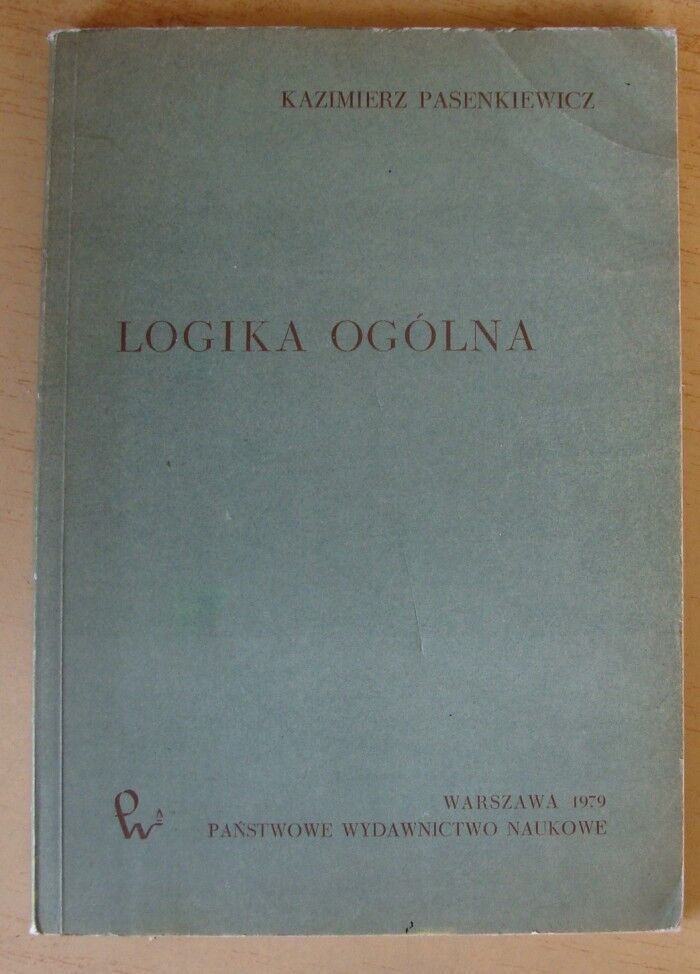 KAZIMIERZ PASENKIEWICZ
LOGIKA OGÓLNA
WARSZAWA 1979
PAŃSTWOWE WYDAWNICTWO NAUKOWE